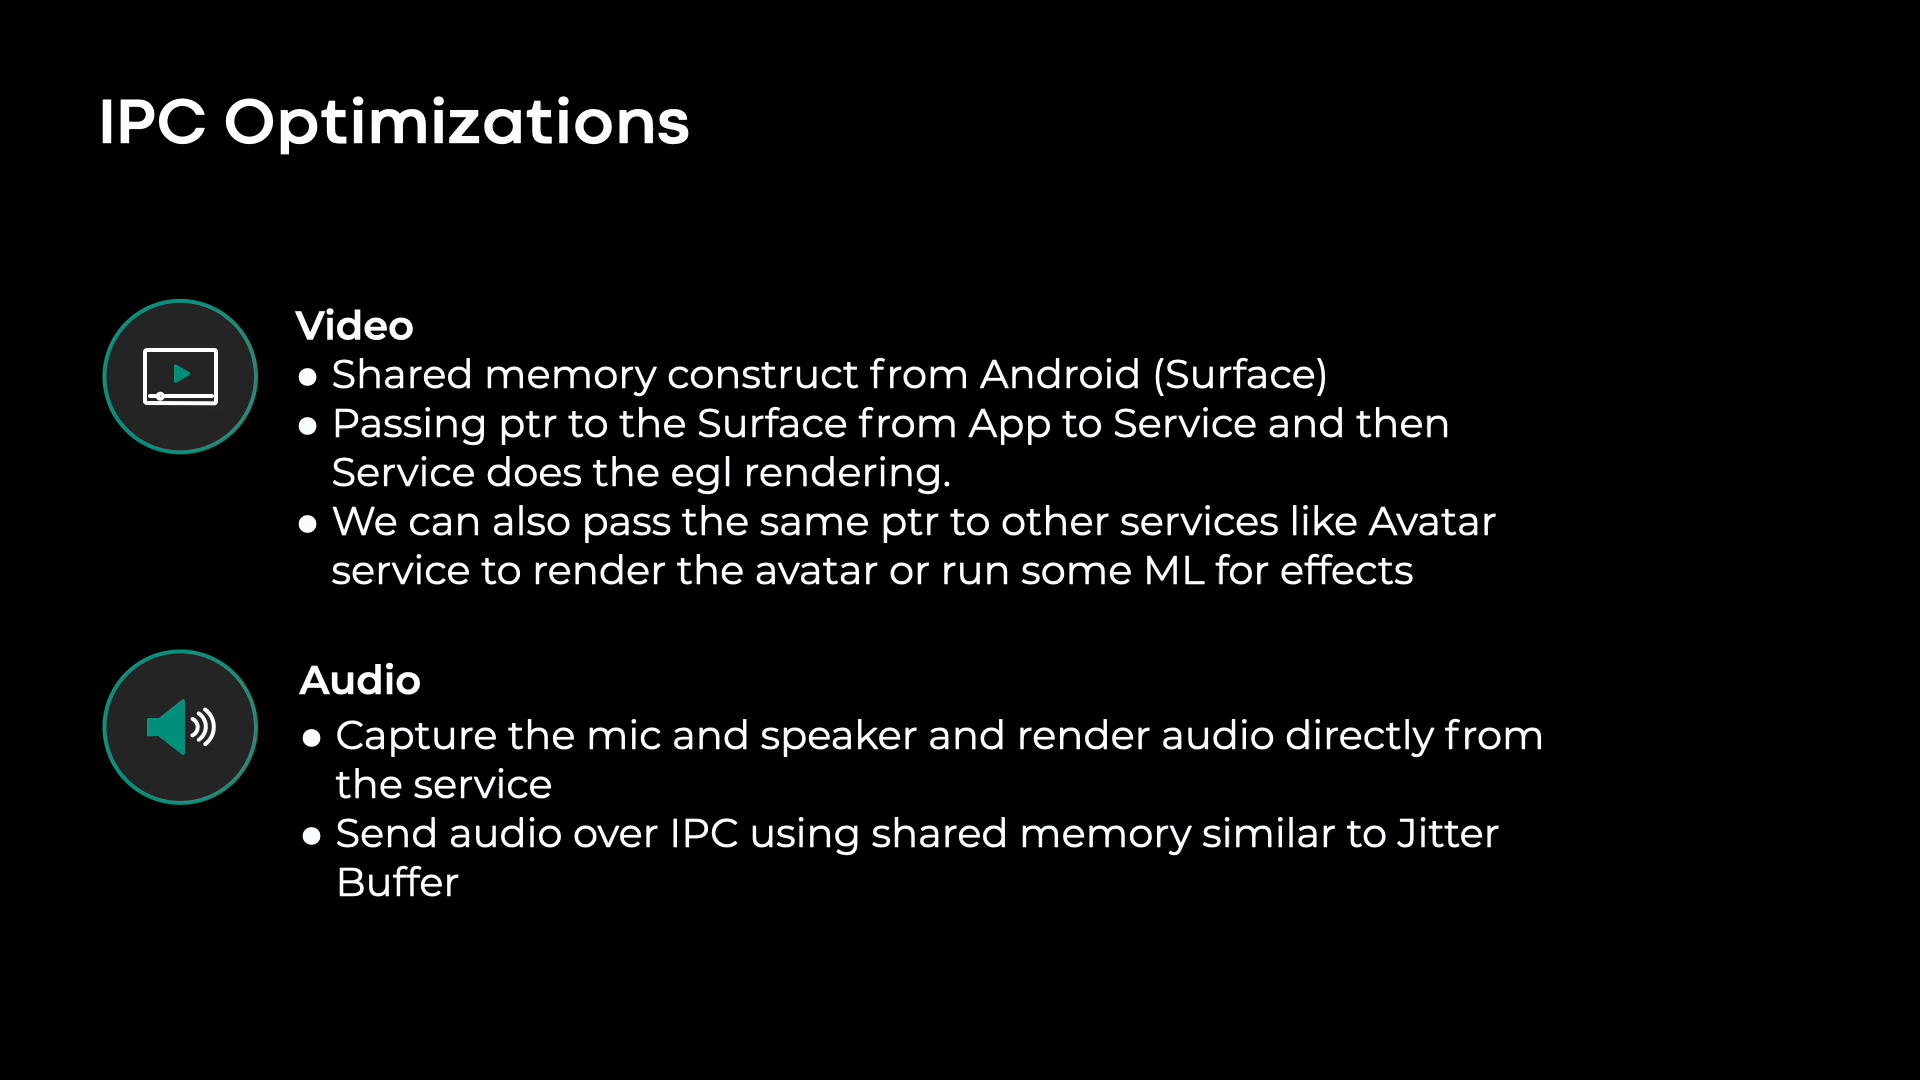 IPC Optimizations
Video
● Shared memory construct from Android (Surface)
● Passing ptr to the Surface from App to Service and then
Service does the egl rendering.
● We can also pass the same ptr to other services like Avatar
service to render the avatar or run some ML for effects
Audio
● Capture the mic and speaker and render audio directly from
the service
● Send audio over IPC using shared memory similar to Jitter
Buffer